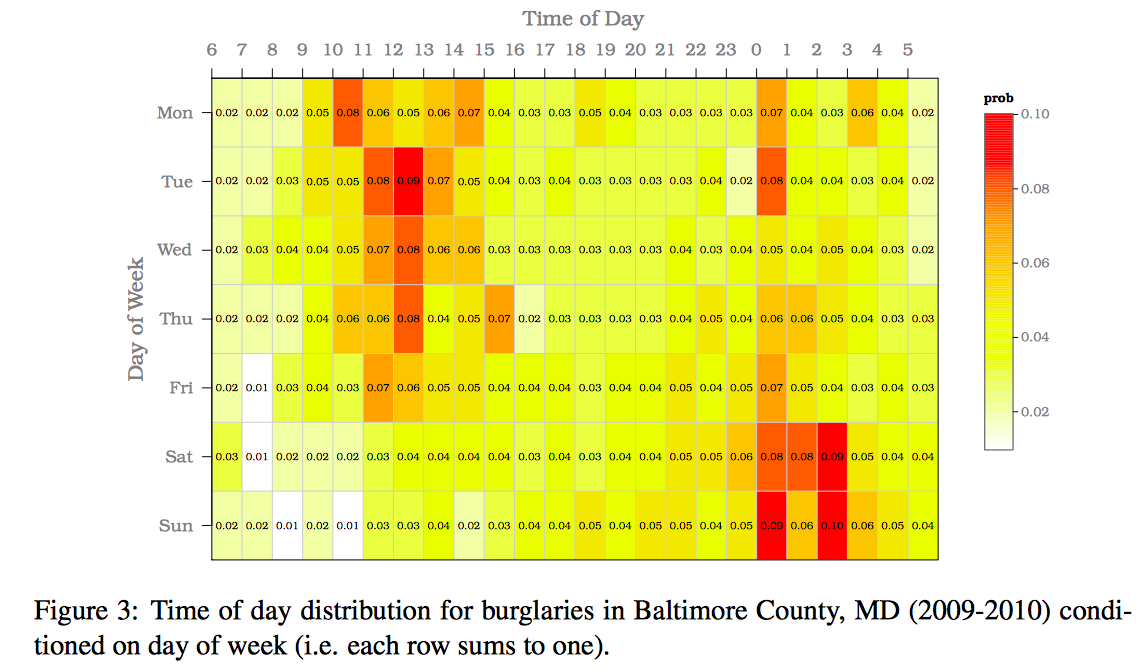 Time of Day
6 7 8 9 10 11 12 13 14 15 16 17 18 19 20 21 22 23 0 1 2 3 4 5
Day of Week
Mon 0.02 0.02 0.02 0.05 0.08 0.06 0.05 0.06 0.07 0.04 0.03 0.03 0.05 0.04 0.03 0.03 0.03 0.03 0.07 0.04 0.03 0.06 0.04 0.02
Tue 0.02 0.02 0.03 0.05 0.05 0.08 0.09 0.07 0.05 0.04 0.03 0.03 0.03 0.03 0.03 0.03 0.04 0.02 0.08 0.04 0.04 0.03 0.04 0.02
Wed 0.02 0.03 0.04 0.04 0.05 0.07 0.08 0.06 0.06 0.03 0.03 0.03 0.03 0.03 0.03 0.04 0.03 0.04 0.05 0.04 0.05 0.04 0.03 0.02
Thu 0.02 0.02 0.02 0.04 0.06 0.06 0.08 0.04 0.05 0.07 0.02 0.03 0.03 0.03 0.03 0.04 0.05 0.04 0.06 0.06 0.05 0.04 0.03 0.03
Fri 0.02 0.01 0.03 0.04 0.03 0.07 0.06 0.05 0.05 0.04 0.04 0.04 0.03 0.04 0.04 0.05 0.04 0.05 0.07 0.05 0.04 0.03 0.04 0.03
Sat 0.03 0.01 0.02 0.02 0.02 0.03 0.04 0.04 0.04 0.04 0.03 0.04 0.03 0.04 0.04 0.05 0.05 0.06 0.08 0.08 0.09 0.05 0.04 0.04
Sun 0.02 0.02 0.01 0.02 0.01 0.03 0.03 0.04 0.02 0.03 0.04 0.04 0.05 0.04 0.05 0.05 0.04 0.05 0.09 0.06 0.10 0.06 0.05 0.04
prob
0.10
0.08
0.06
0.04
0.02
Figure 3: Time of day distribution for burglaries in Baltimore County, MD (2009-2010) condi-
tioned on day of week (i.e. each row sums to one).